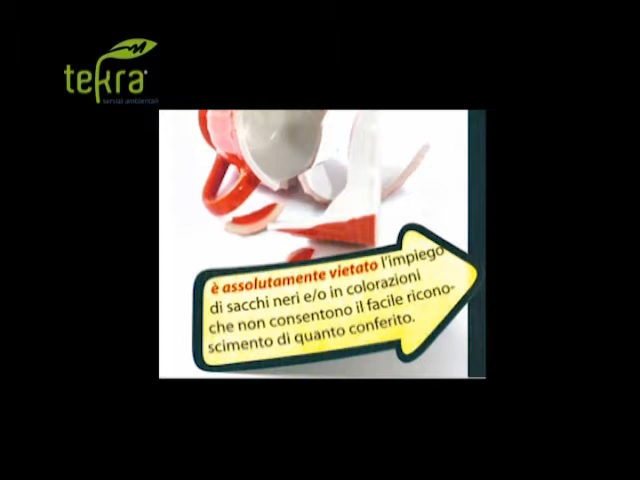 tekra
servizi ambientali
è assolutamente vietato l'impiego
di sacchi neri e/o in colorazioni
che non consentono il facile ricono-
scimento di quanto conferito.